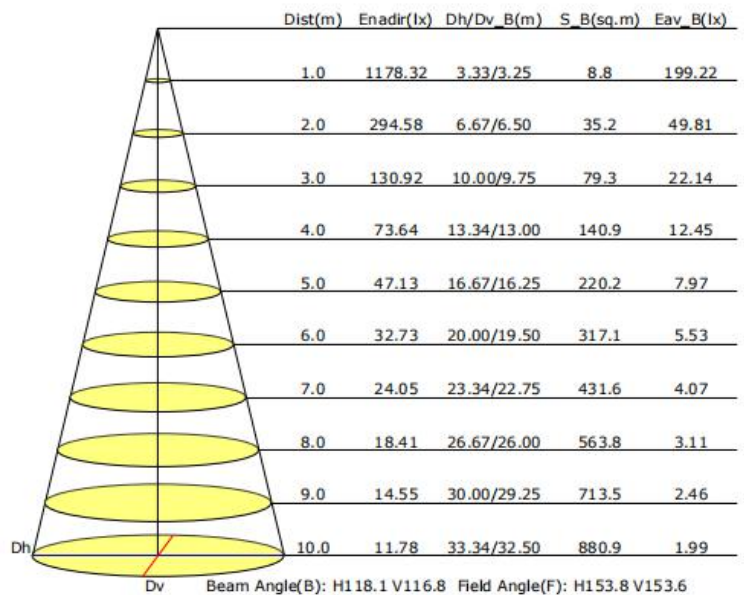 Dist(m) Enadir(lx) Dh/Dv_B(m) S_B(sq.m) Eav_B(lx)
1.0 1178.32 3.33/3.25 8.8 199.22
2.0 294.58 6.67/6.50 35.2 49.81
3.0 130.92 10.00/9.75 79.3 22.14
4.0 73.64 13.34/13.00 140.9 12.45
5.0 47.13 16.67/16.25 220.2 7.97
6.0 32.73 20.00/19.50 317.1 5.53
7.0 24.05 23.34/22.75 431.6 4.07
8.0 18.41 26.67/26.00 563.8 3.11
9.0 14.55 30.00/29.25 713.5 2.46
Dh 10.0 11.78 33.34/32.50 880.9 1.99
Dv Beam Angle(B): H118.1 V116.8 Field Angle(F): H153.8 V153.6